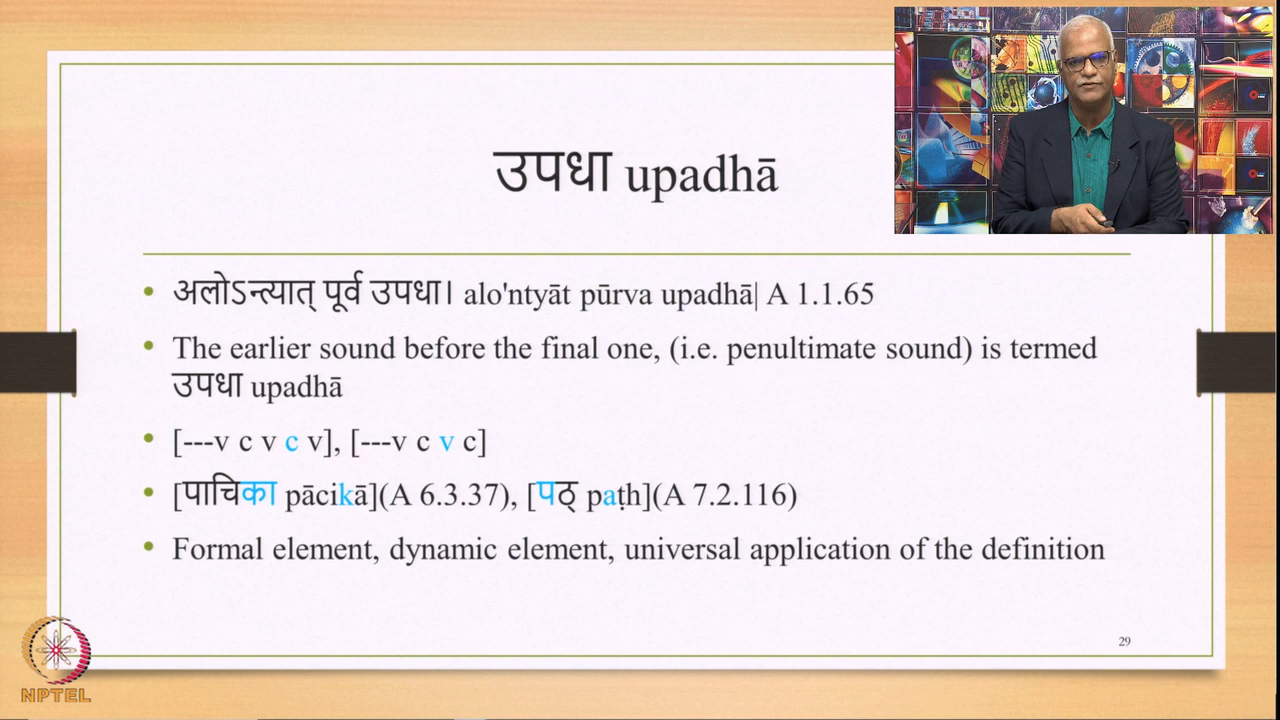 उपधा upadhā
• अलोऽन्त्यात् पूर्व उपधा। alo'ntyāt pūrva upadhā| A 1.1.65
• The earlier sound before the final one, (i.e. penultimate sound) is termed
उपधा upadhā
• [---v c v c v], [---v c v c]
• [पाचिका pācikā](A 6.3.37), [पठ् paṭh](A 7.2.116)
• Formal element, dynamic element, universal application of the definition
29
NPTEL